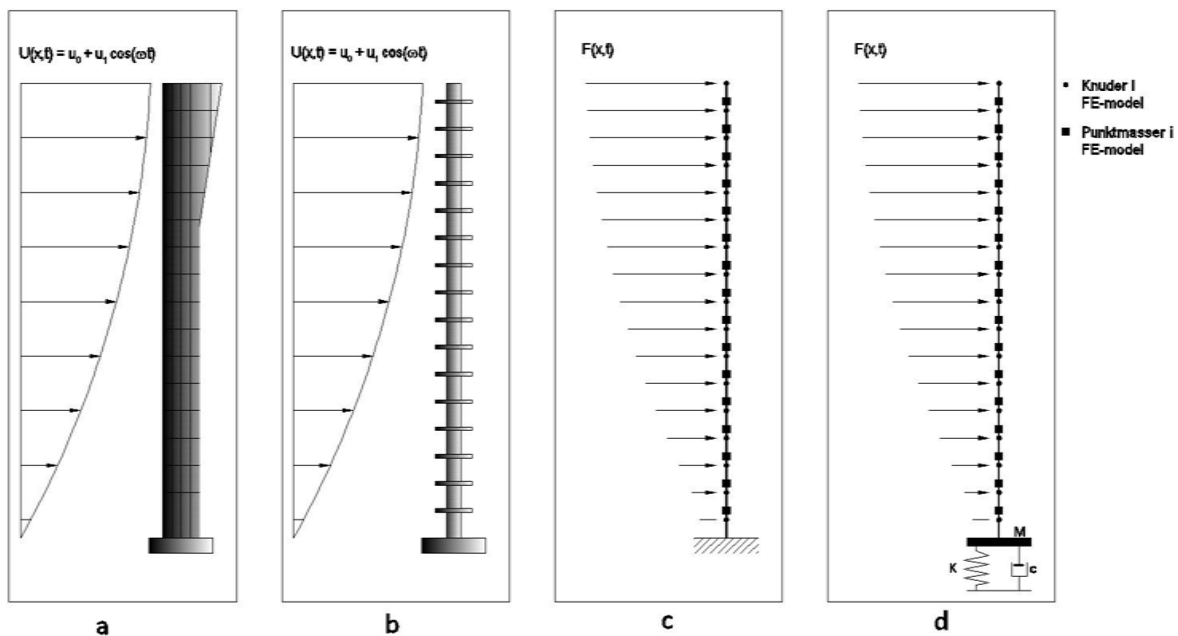 U(x,t) = u₀ + u₁ cos(ωt)
U(x,t) = u₀ + u₁ cos(ωt)
F(x,t)
F(x,t)
Knuder i
FE-model
Punktmasser i
FE-model
M
K
c
a
b
c
d